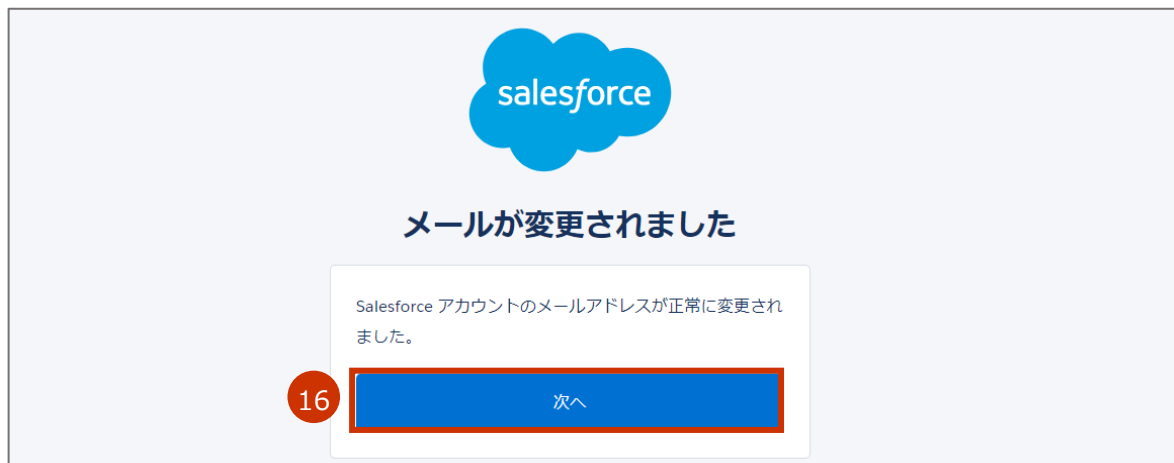 salesforce
メールが変更されました
Salesforce アカウントのメールアドレスが正常に変更され
ました。
16
次へ